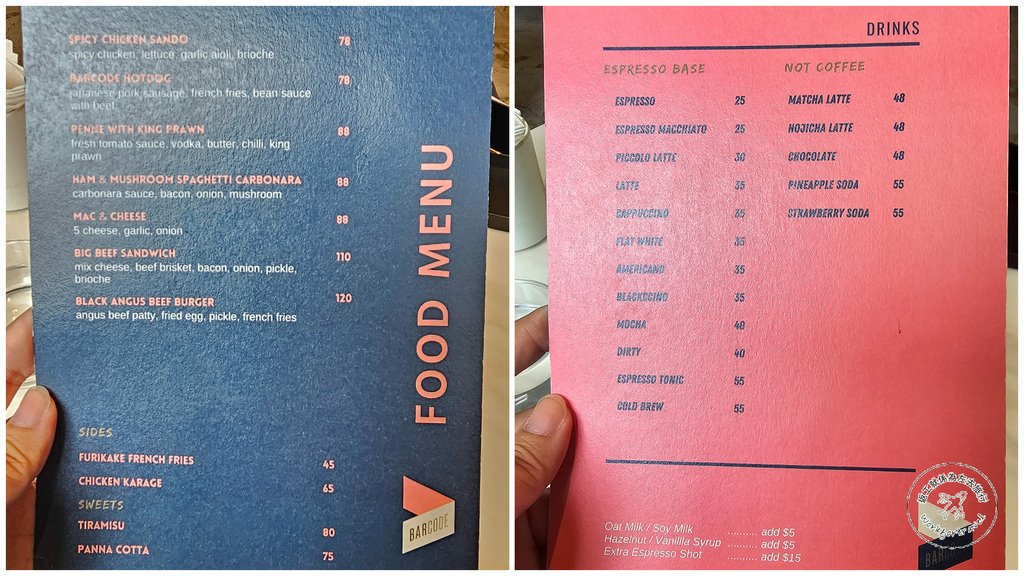 SPICY CHICKEN SANDO 78
spicy chicken, lettuce, garlic aioli, brioche
BARCODE HOTDOG 78
japanese pork sausage, french fries, bean sauce
with beef
PENNE WITH KING PRAWN 88
fresh tomato sauce, vodka, butter, chilli, king
prawn
HAM & MUSHROOM SPAGHETTI CARBONARA 88
carbonara sauce, bacon, onion, mushroom
MAC & CHEESE 88
5 cheese, garlic, onion
BIG BEEF SANDWICH 110
mix cheese, beef brisket, bacon, onion, pickle,
brioche
BLACK ANGUS BEEF BURGER 120
angus beef patty, fried egg, pickle, french fries
FOOD MENU
SIDES
FURIKAKE FRENCH FRIES 45
CHICKEN KARAGE 65
SWEETS
TIRAMISU 80
PANNA COTTA 75
BARCODE
DRINKS
ESPRESSO BASE
ESPRESSO 25
ESPRESSO MACCHIATO 25
PICCOLO LATTE 30
LATTE 35
CAPPUCCINO 35
FLAT WHITE 35
AMERICANO 35
BLACKCCINO 35
MOCHA 40
DIRTY 40
ESPRESSO TONIC 55
COLD BREW 55
NOT COFFEE
MATCHA LATTE 48
HOJICHA LATTE 48
CHOCOLATE 48
PINEAPPLE SODA 55
STRAWBERRY SODA 55
Oat Milk / Soy Milk .......... add $5
Hazelnut / Vanilla Syrup .......... add $5
Extra Espresso Shot .......... add $15